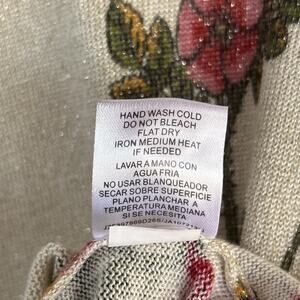 HAND WASH COLD
DO NOT BLEACH
FLAT DRY
IRON MEDIUM HEAT
IF NEEDED
LAVAR A MANO CON
AGUA FRIA
NO USAR BLANQUEADOR
SECAR SOBRE SUPERFICIE
PLANO PLANCHAR A
TEMPERATURA MEDIANA
SI SE NECESITA